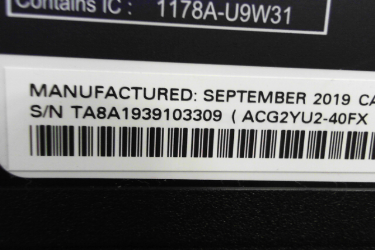 Contains IC : 1178A-U9W31
MANUFACTURED: SEPTEMBER 2019 CA
S/N TA8A1939103309 ( ACG2YU2-40FX